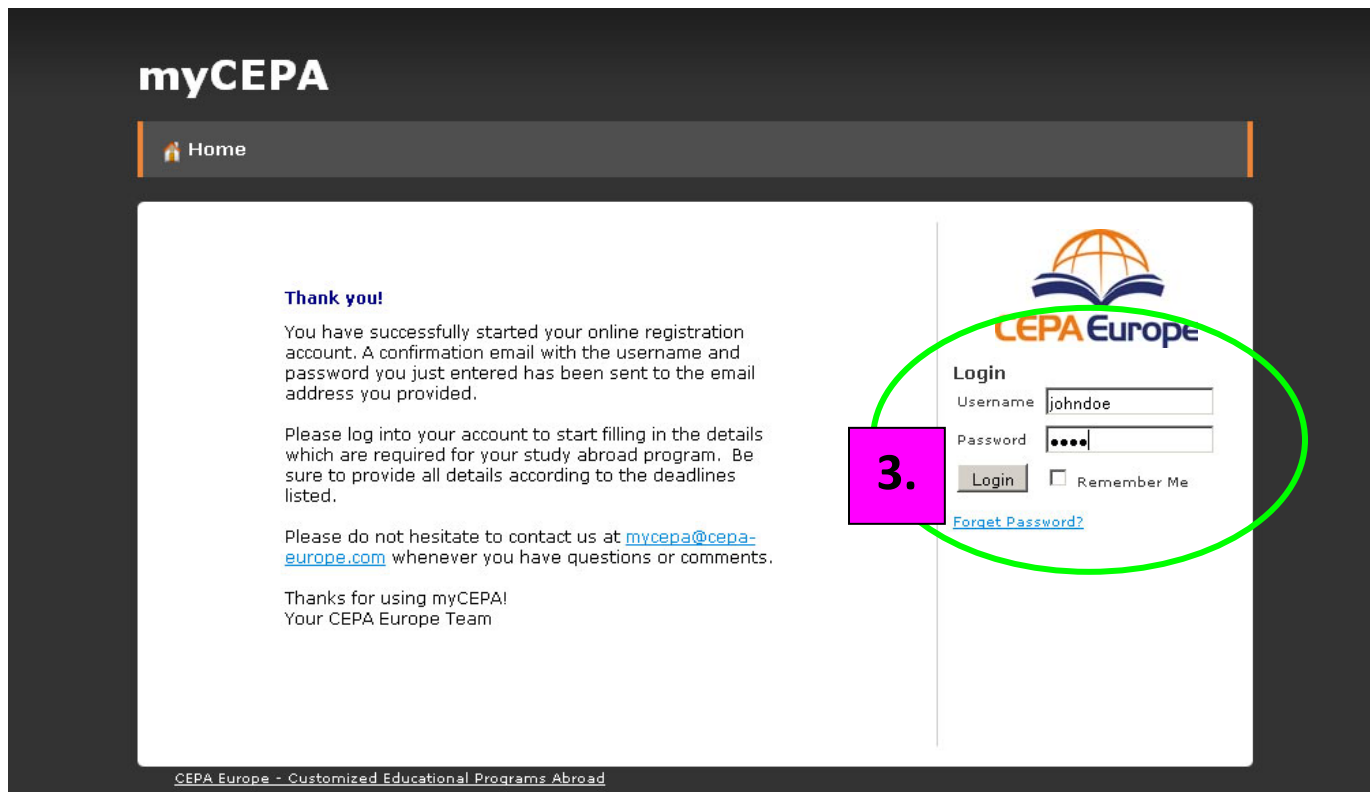 myCEPA
Home
Thank you!
You have successfully started your online registration
account. A confirmation email with the username and
password you just entered has been sent to the email
address you provided.
Please log into your account to start filling in the details
which are required for your study abroad program.  Be
sure to provide all details according to the deadlines
listed.
Please do not hesitate to contact us at mycepa@cepa-
europe.com whenever you have questions or comments.
Thanks for using myCEPA!
Your CEPA Europe Team
CEPA Europe
Login
Username johndoe
Password ••••
3.
Login Remember Me
Forget Password?
CEPA Europe - Customized Educational Programs Abroad